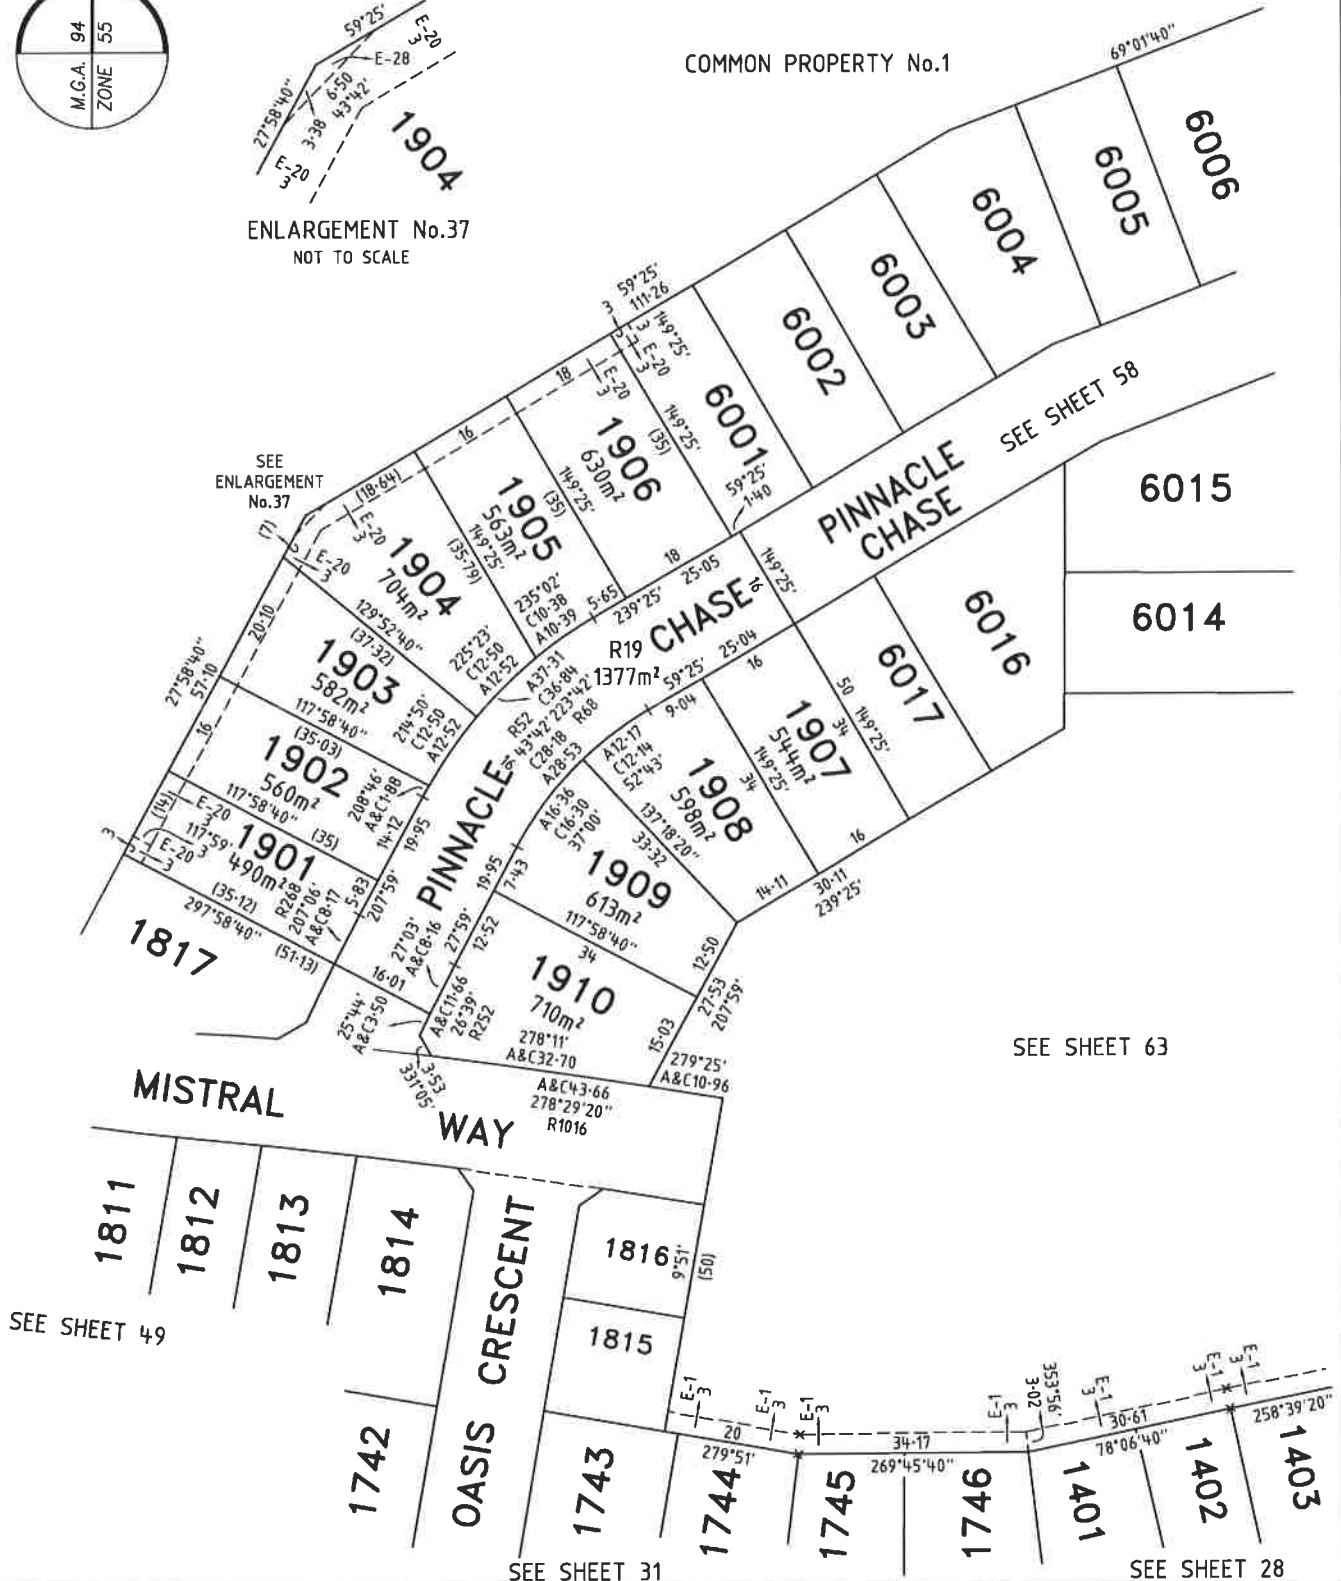 M.G.A. 94
ZONE 55
59°25'
E-20
3
E-28
27°58'40"
6·50
3·38
43°42'
E-20
3
1904
ENLARGEMENT No.37
NOT TO SCALE
COMMON PROPERTY No.1
69°01'40"
6006
6005
6004
6003
6002
6001
59°25'
111·26
3
3
149°25'
E-20
3
149°25'
(35)
59°25'
1·40
SEE SHEET 58
PINNACLE
CHASE
6015
6014
6016
6017
SEE
ENLARGEMENT
No.37
18
E-20
3
1906
630m²
18
16
1905
563m²
(35)
149°25'
235°02'
C10·38
A10·39
5·65
(18·64)
E-20
3
1904
704m²
149°25'
(35·79)
225°23'
C12·50
A12·52
(7)
E-20
3
129°52'40"
(37·32)
20·10
1903
582m²
214°50'
C12·50
A12·52
27°58'40"
57·10
117°58'40"
(35·03)
16
1902
560m²
208°46'
A&C1·88
14·12
117°58'40"
(35)
(14)
E-20
3
117°59'
3
E-20
3
1901
490m²
(35·12)
R268
207°06'
A&C8·17
5·83
207°59'
19·95
297°58'40"
(51·13)
1817
16·01
239°25'
25·05
149°25'
16
CHASE
R19
1377m²
A37·31
C36·84
223°42'
R68
R52
43°42'
C28·18
A28·53
16
PINNACLE
59°25'
25·04
16
9·04
50
149°25'
1907
544m²
34
149°25'
34
1908
598m²
A12·17
C12·14
52°43'
137°18'20"
33·32
16
14·11
30·11
239°25'
A16·36
C16·30
37°00'
1909
613m²
19·95
7·43
117°58'40"
34
12·50
27°59'
12·52
27°03'
A&C8·16
1910
710m²
27·53
207°59'
15·03
A&C11·66
26°39'
R252
25°44'
A&C3·50
3·53
331°05'
278°11'
A&C32·70
279°25'
A&C10·96
A&C43·66
278°29'20"
R1016
SEE SHEET 63
MISTRAL
WAY
1811
1812
1813
1814
OASIS CRESCENT
1816
9°51'
(50)
1815
SEE SHEET 49
1742
1743
E-1
3
E-1
3
E-1
3
20
279°51'
1744
1745
34·17
269°45'40"
1746
E-1
3
353°56'
3·02
E-1
3
30·61
78°06'40"
E-1
3
E-1
3
258°39'20"
1401
1402
1403
SEE SHEET 31
SEE SHEET 28